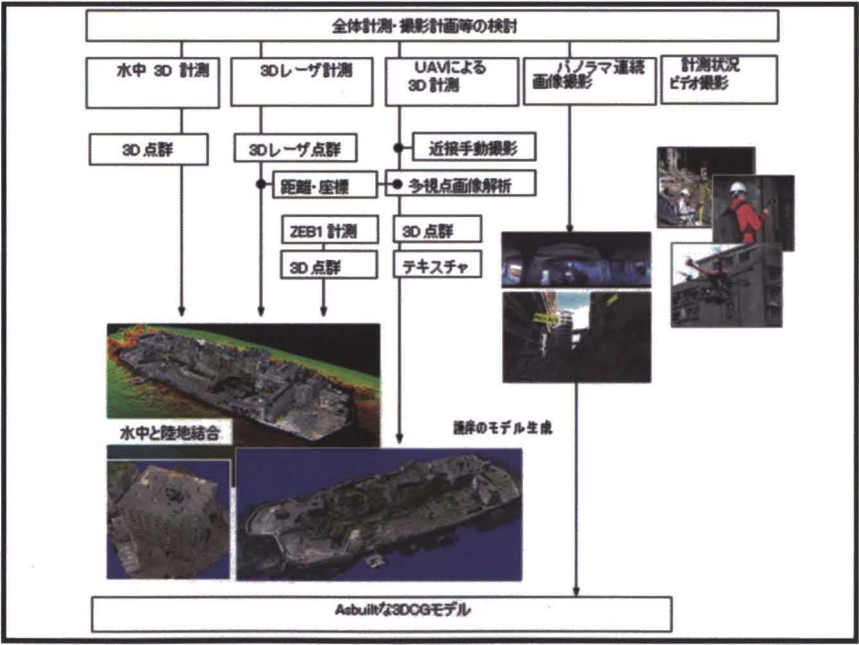 全体計測・撮影計画等の検討
水中 3D 計測
3Dレーザ計測
UAVによる
3D 計測
パノラマ連続
画像撮影
計測状況
ビデオ撮影
3D 点群
3Dレーザ点群
近接手動撮影
距離・座標
多視点画像解析
ZEB1 計測
3D 点群
3D 点群
テキスチャ
水中と陸地結合
護岸のモデル生成
Asbuiltな3DCGモデル